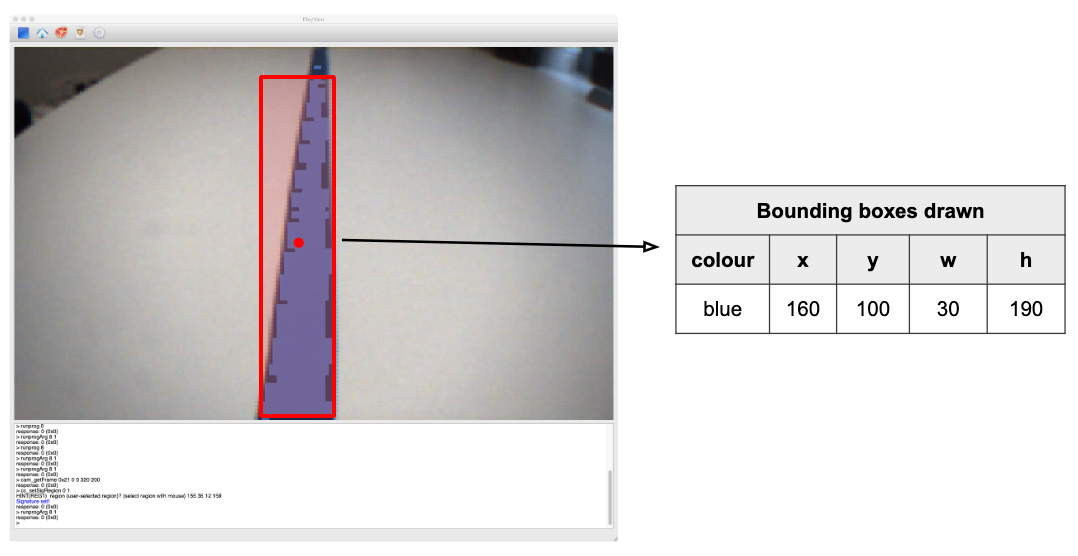 PixyMon
> runprog 8
response: 0 (0x0)
> runprogArg 8 1
response: 0 (0x0)
> runprog 8
response: 0 (0x0)
> runprogArg 8 1
response: 0 (0x0)
> runprogArg 8 1
response: 0 (0x0)
> cam_getFrame 0x21 0 0 320 200
response: 0 (0x0)
> cc_setSigRegion 0 1
HINT(REG1) region (user-selected region)? (select region with mouse) 155 35 12 159
Signature set!
response: 0 (0x0)
> runprogArg 8 1
response: 0 (0x0)
>
Bounding boxes drawn
colour x y w h
blue 160 100 30 190